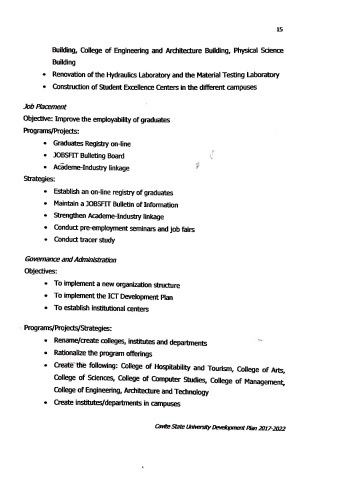 15
Building, College of Engineering and Architecture Building, Physical Science
Building
• Renovation of the Hydraulics Laboratory and the Material Testing Laboratory
• Construction of Student Excellence Centers in the different campuses
Job Placement
Objective: Improve the employability of graduates
Programs/Projects:
• Graduates Registry on-line
• JOBSFIT Bulleting Board
• Academe-Industry linkage
Strategies:
• Establish an on-line registry of graduates
• Maintain a JOBSFIT Bulletin of Information
• Strengthen Academe-Industry linkage
• Conduct pre-employment seminars and job fairs
• Conduct tracer study
Governance and Administration
Objectives:
• To implement a new organization structure
• To implement the ICT Development Plan
• To establish institutional centers
Programs/Projects/Strategies:
• Rename/create colleges, institutes and departments
• Rationalize the program offerings
• Create the following: College of Hospitability and Tourism, College of Arts,
College of Sciences, College of Computer Studies, College of Management,
College of Engineering, Architecture and Technology
• Create institutes/departments in campuses
Cavite State University Development Plan 2017-2022